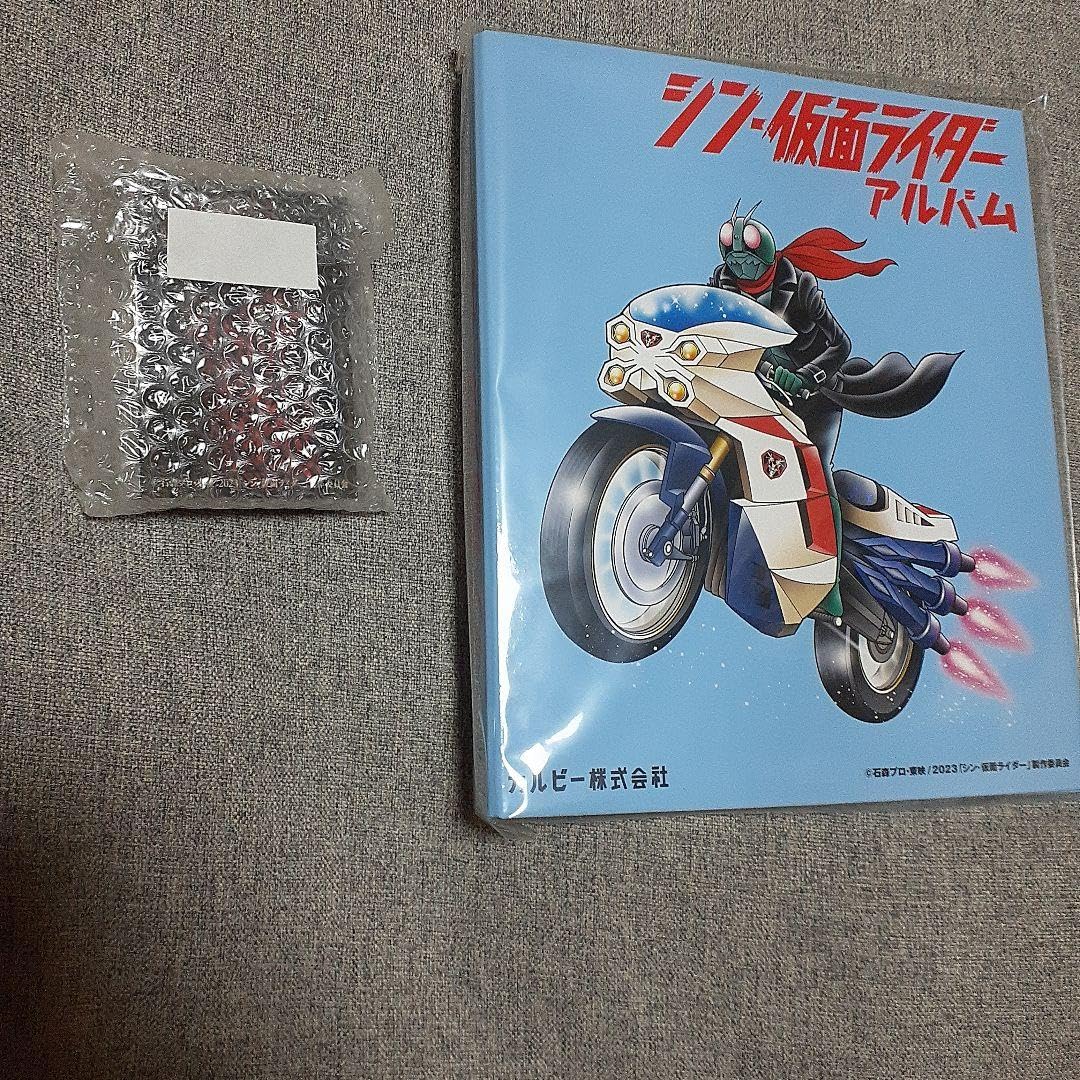 シン・仮面ライダー
アルバム
カルビー株式会社
©石森プロ・東映/2023「シン・仮面ライダー」製作委員会